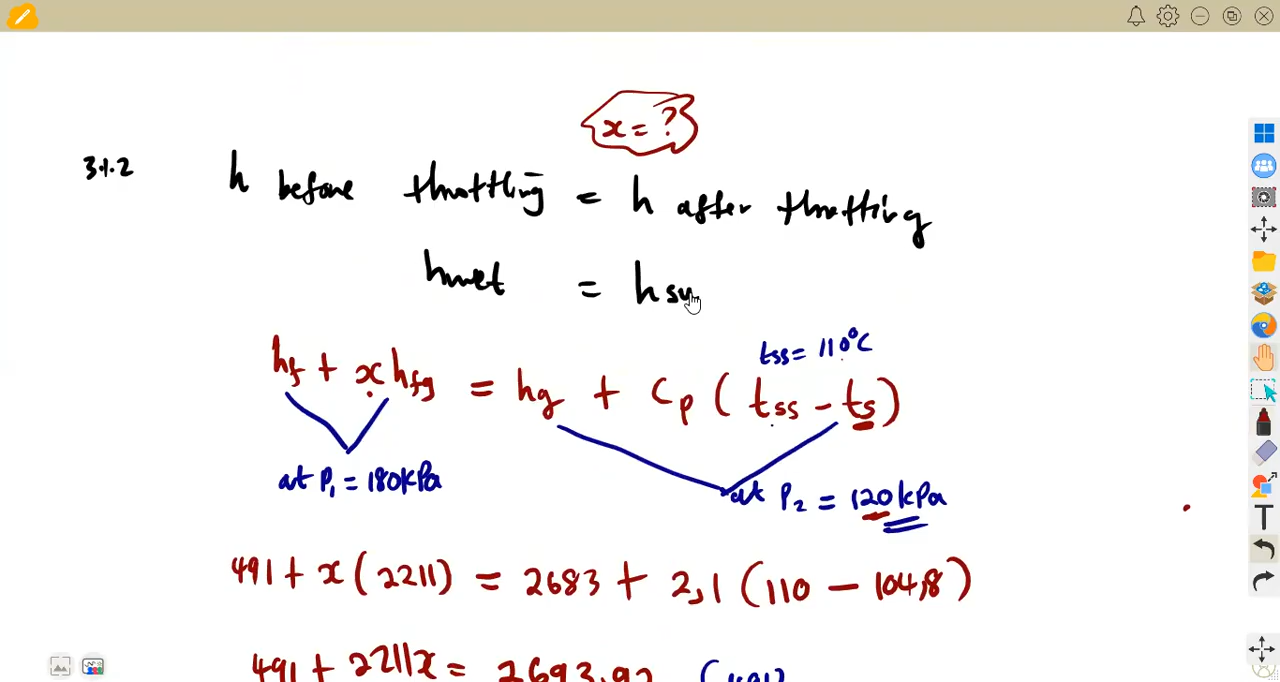 x = ?
3.1.2 h before throttling = h after throttling
hwet = hsu
tss = 110°C
hf + x hfg = hg + Cp ( tss - ts )
at P1 = 180kPa
at P2 = 120kPa
491 + x ( 2211 ) = 2683 + 2,1 ( 110 - 104,8 )
491 + 2211x = 2693,92
T